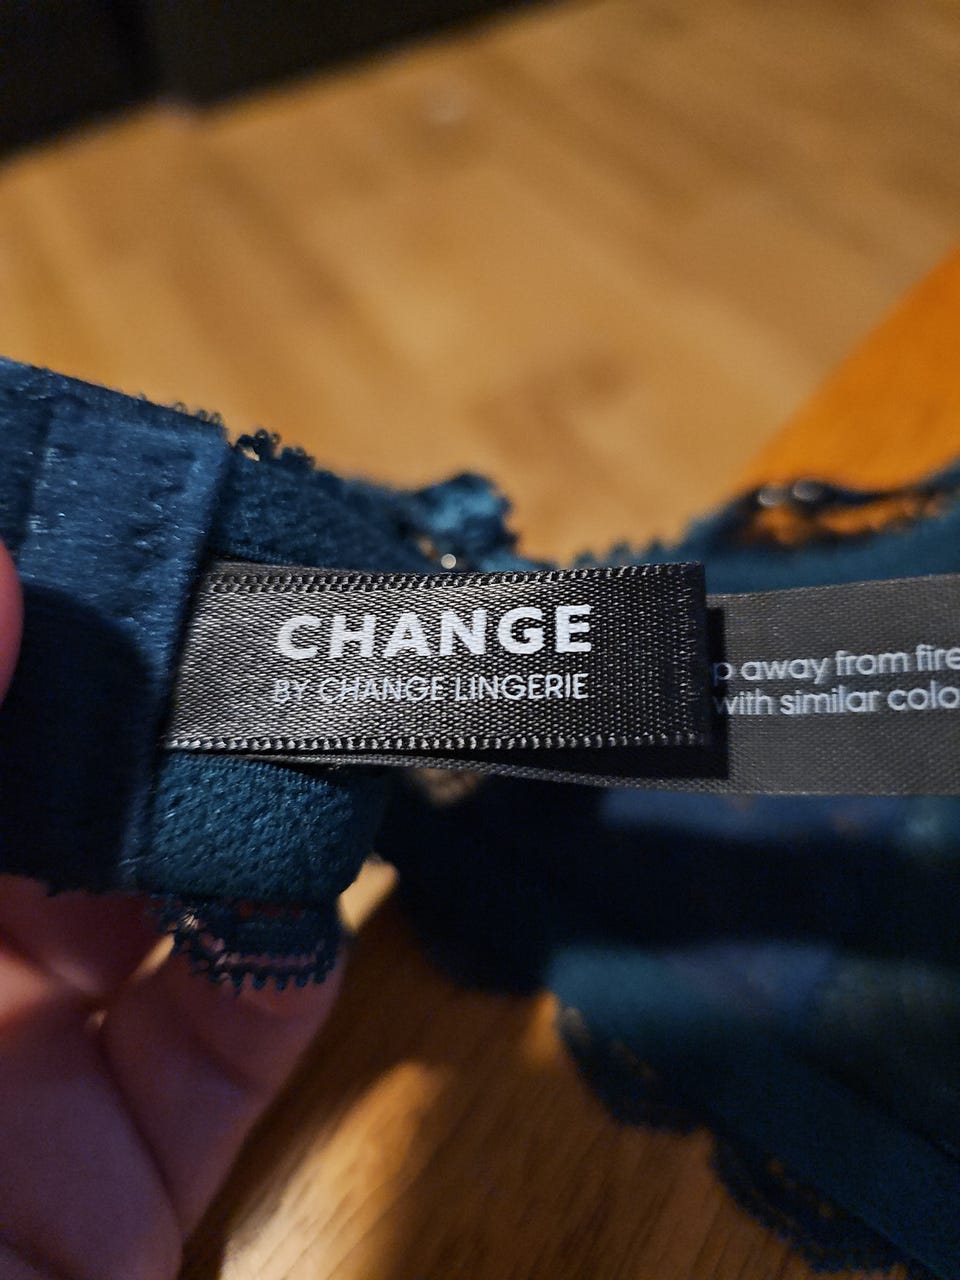 CHANGE
BY CHANGE LINGERIE
away from fire
with similar colo